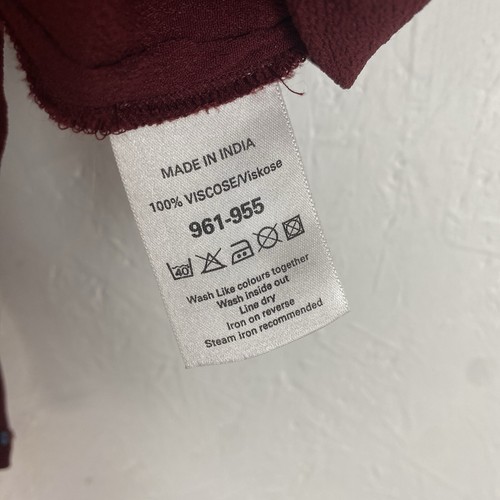 MADE IN INDIA
100% VISCOSE/Viskose
961-955
40
Wash Like colours together
Wash inside out
Line dry
Iron on reverse
Steam iron recommended